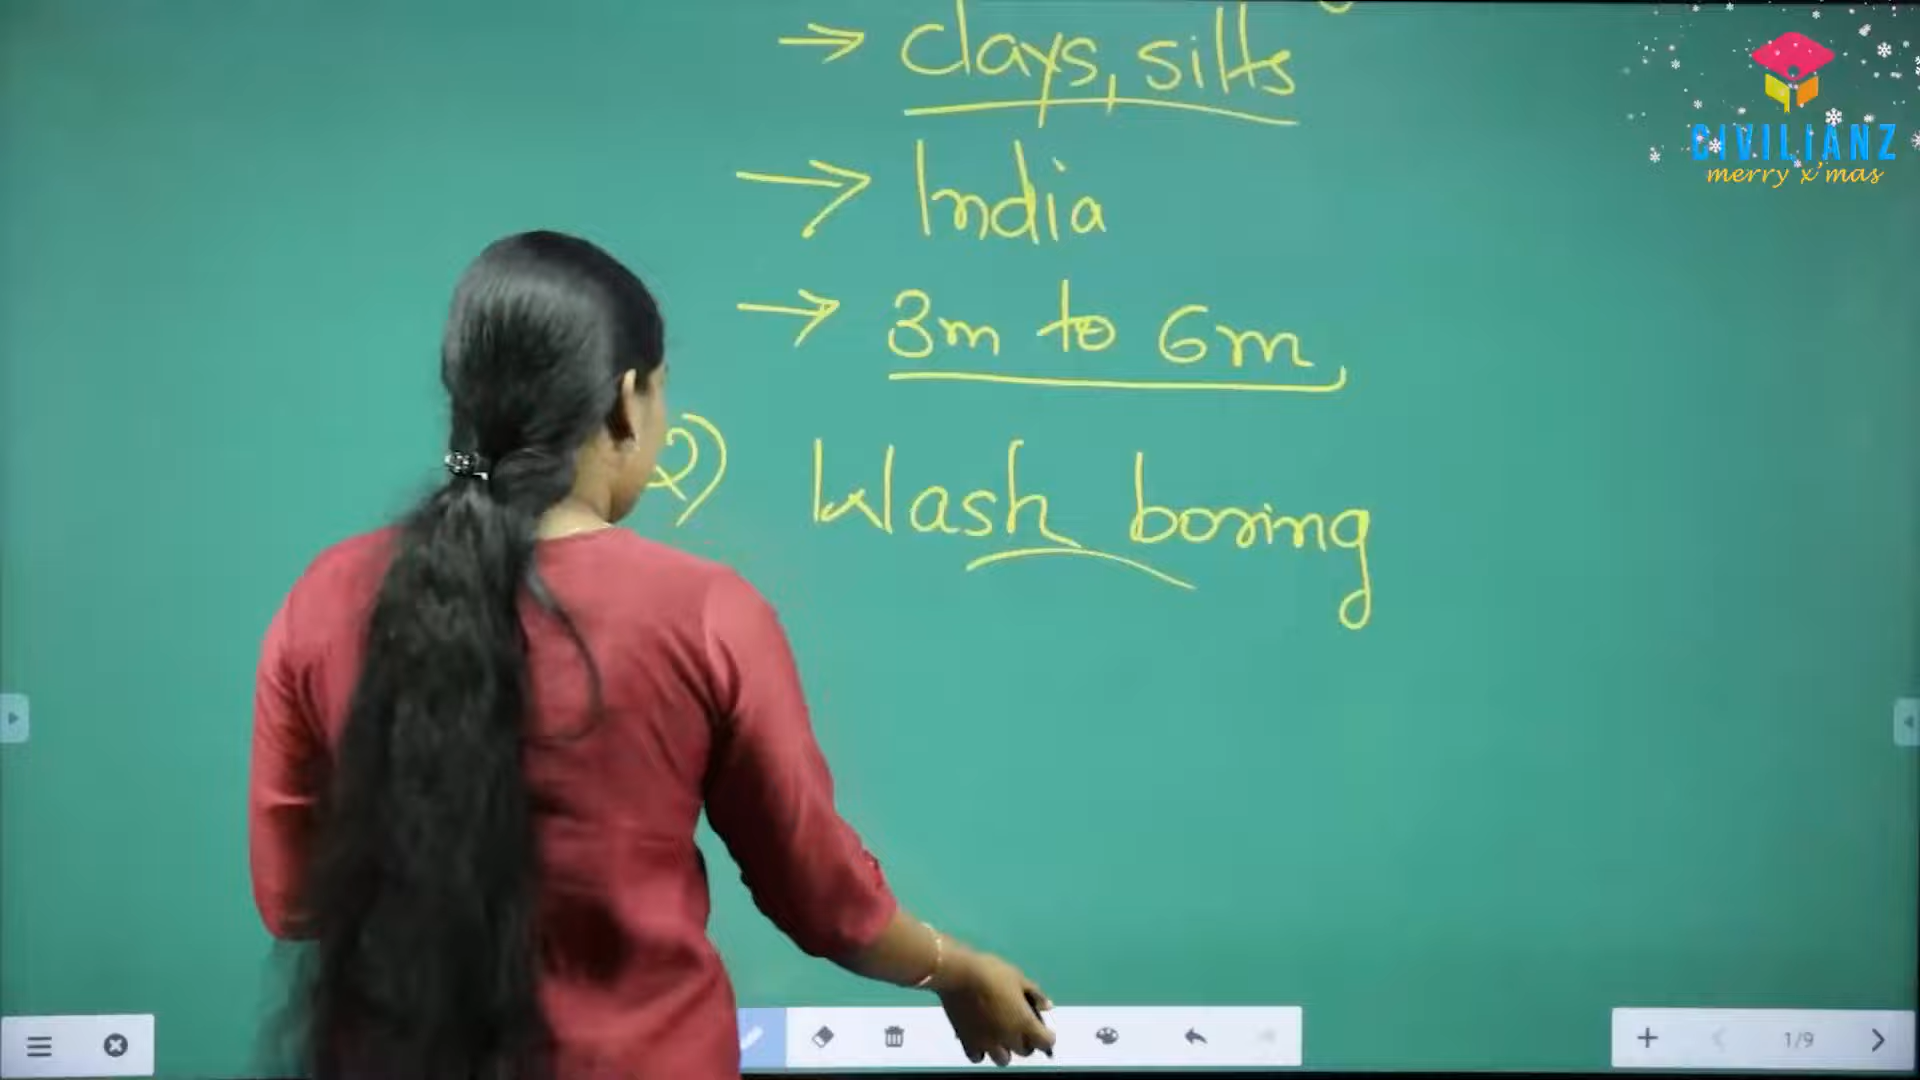 → Clays, silts
→ India
→ 3m to 6m
2) Wash boring
CIVILIANZ
merry x'mas
1/9